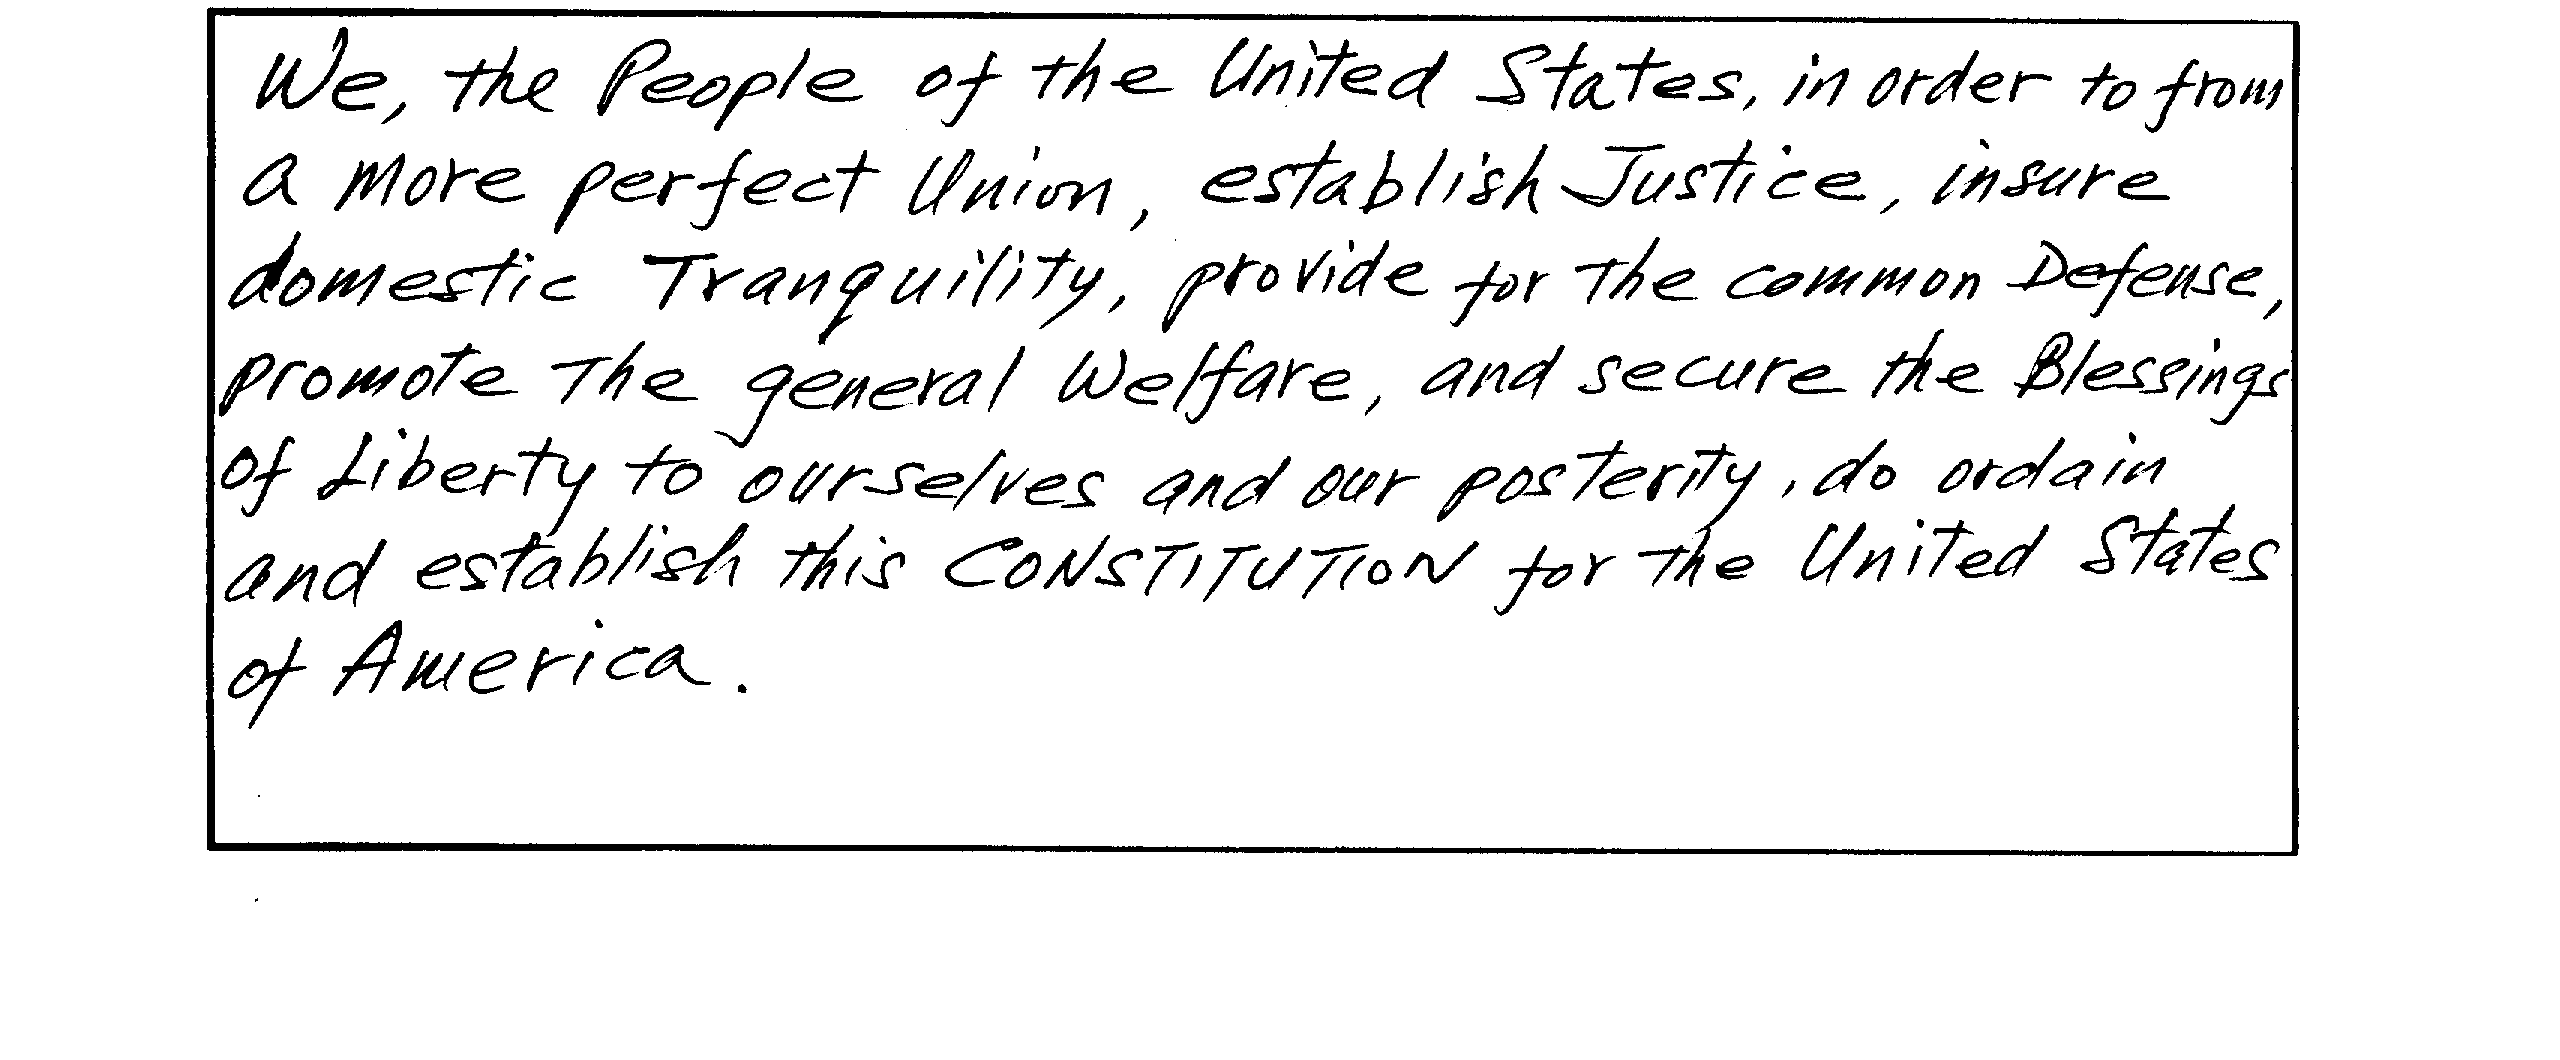 We, the People of the United States, in order to from
a more perfect Union, establish Justice, insure
domestic Tranquility, provide for the common Defense,
promote the general Welfare, and secure the Blessings
of Liberty to ourselves and our posterity, do ordain
and establish this CONSTITUTION for the United States
of America.